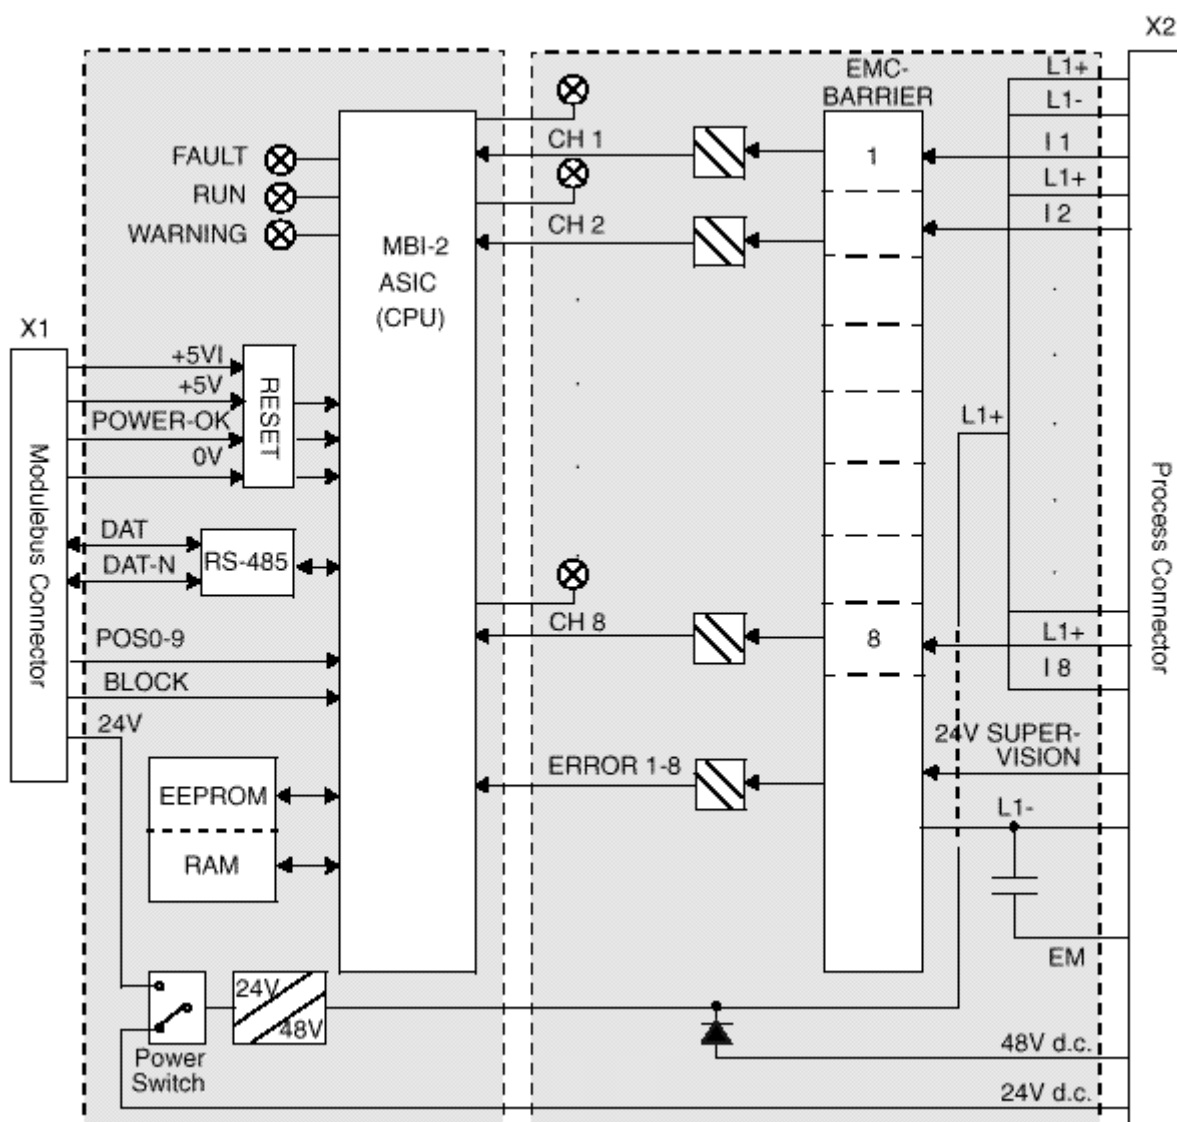 X2
L1+
L1-
I 1
L1+
I 2
EMC-
BARRIER
1
CH 1
CH 2
FAULT
RUN
WARNING
MBI-2
ASIC
(CPU)
X1
Modulebus Connector
+5VI
+5V
POWER-OK
0V
RESET
DAT
DAT-N
RS-485
POS0-9
BLOCK
24V
EEPROM
RAM
L1+
Process Connector
CH 8
8
L1+
I 8
24V SUPER-
VISION
ERROR 1-8
L1-
EM
24V
48V
Power
Switch
48V d.c.
24V d.c.